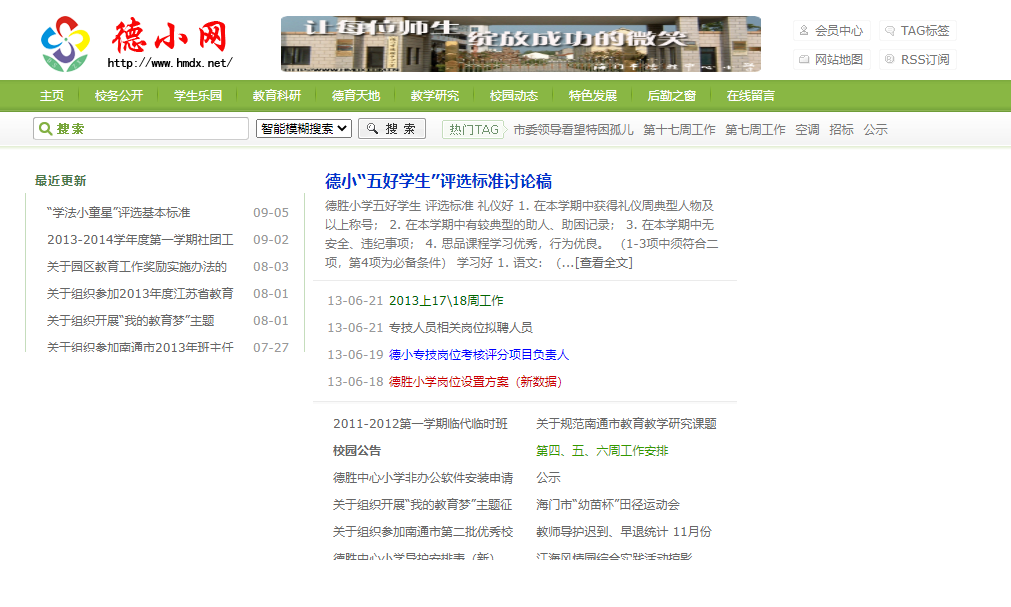 德小网
http://www.hmdx.net/
让每位师生 绽放成功的微笑
会员中心 TAG标签
网站地图 RSS订阅
主页 校务公开 学生乐园 教育科研 德育天地 教学研究 校园动态 特色发展 后勤之窗 在线留言
搜索 智能模糊搜索 搜 索 热门TAG 市委领导看望特困孤儿 第十七周工作 第七周工作 空调 招标 公示
最近更新
“学法小童星”评选基本标准 09-05
2013-2014学年度第一学期社团工 09-02
关于园区教育工作奖励实施办法的 08-03
关于组织参加2013年度江苏省教育 08-01
关于组织开展“我的教育梦”主题 08-01
关于组织参加南通市2013年班主任 07-27
德小“五好学生”评选标准讨论稿
德胜小学五好学生 评选标准 礼仪好 1. 在本学期中获得礼仪周典型人物及
以上称号； 2. 在本学期中有较典型的助人、助困记录； 3. 在本学期中无
安全、违纪事项； 4. 思品课程学习优秀，行为优良。 （1-3项中须符合二
项，第4项为必备条件） 学习好 1. 语文： （...[查看全文]
13-06-21 2013上17\18周工作
13-06-21 专技人员相关岗位拟聘人员
13-06-19 德小专技岗位考核评分项目负责人
13-06-18 德胜小学岗位设置方案（新数据）
2011-2012第一学期临代临时班 关于规范南通市教育教学研究课题
校园公告 第四、五、六周工作安排
德胜中心小学非办公软件安装申请 公示
关于组织开展“我的教育梦”主题征 海门市“幼苗杯”田径运动会
关于组织参加南通市第二批优秀校 教师导护迟到、早退统计 11月份
德胜中心小学导护安排表（新） 江海风情园综合实践活动掠影